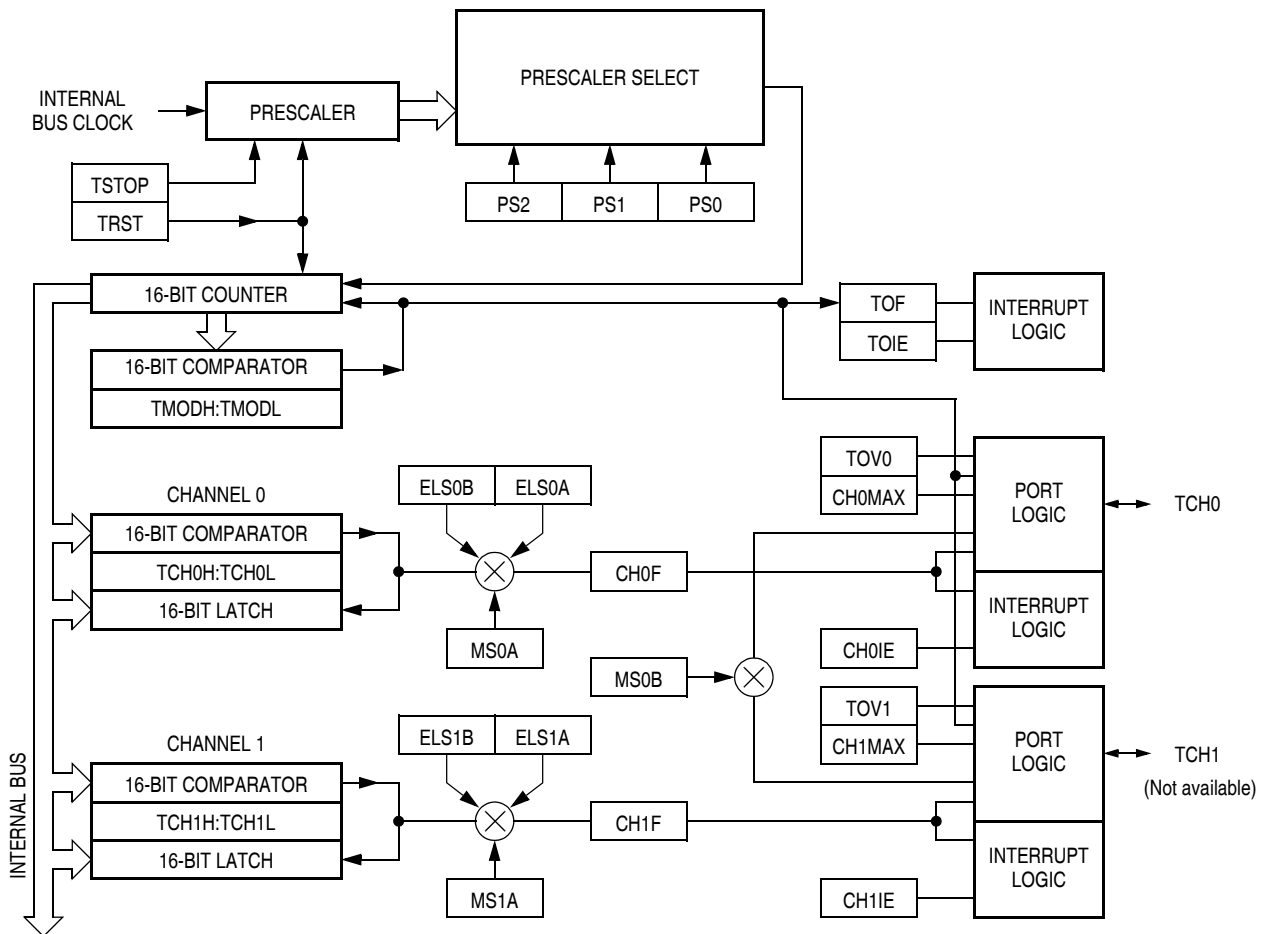 PRESCALER SELECT
INTERNAL
BUS CLOCK
PRESCALER
TSTOP
TRST
PS2
PS1
PS0
16-BIT COUNTER
TOF
TOIE
INTERRUPT
LOGIC
16-BIT COMPARATOR
TMODH:TMODL
TOV0
CH0MAX
PORT
LOGIC
TCH0
ELS0B
ELS0A
CHANNEL 0
16-BIT COMPARATOR
TCH0H:TCH0L
16-BIT LATCH
CH0F
MS0A
INTERRUPT
LOGIC
CH0IE
MS0B
TOV1
CH1MAX
PORT
LOGIC
TCH1
(Not available)
ELS1B
ELS1A
CHANNEL 1
16-BIT COMPARATOR
TCH1H:TCH1L
16-BIT LATCH
CH1F
MS1A
INTERRUPT
LOGIC
CH1IE
INTERNAL BUS